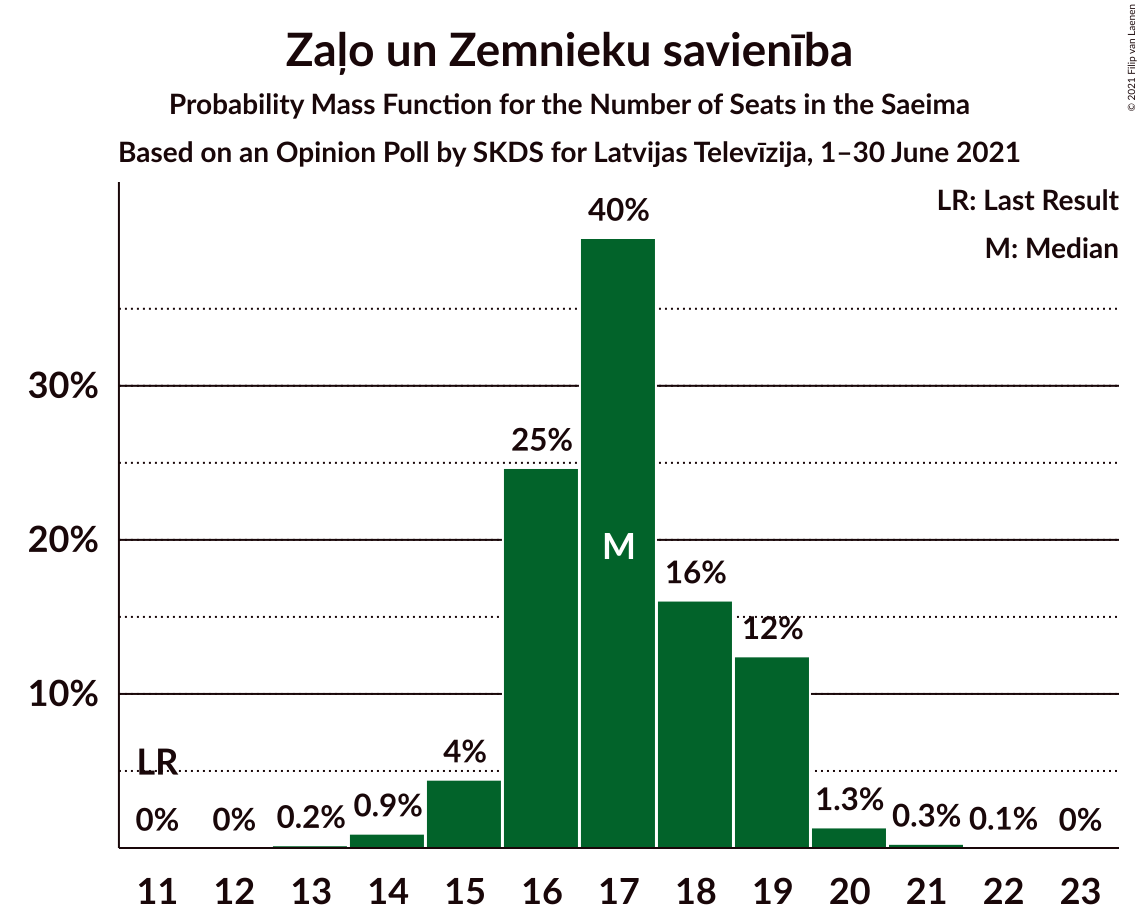 Zaļo un Zemnieku savienība
Probability Mass Function for the Number of Seats in the Saeima
Based on an Opinion Poll by SKDS for Latvijas Televīzija, 1–30 June 2021
© 2021 Filip van Laenen
LR: Last Result
M: Median
40%
30%
25%
20%
M
16%
12%
10%
LR
4%
0% 0% 0.2% 0.9% 1.3% 0.3% 0.1% 0%
11 12 13 14 15 16 17 18 19 20 21 22 23